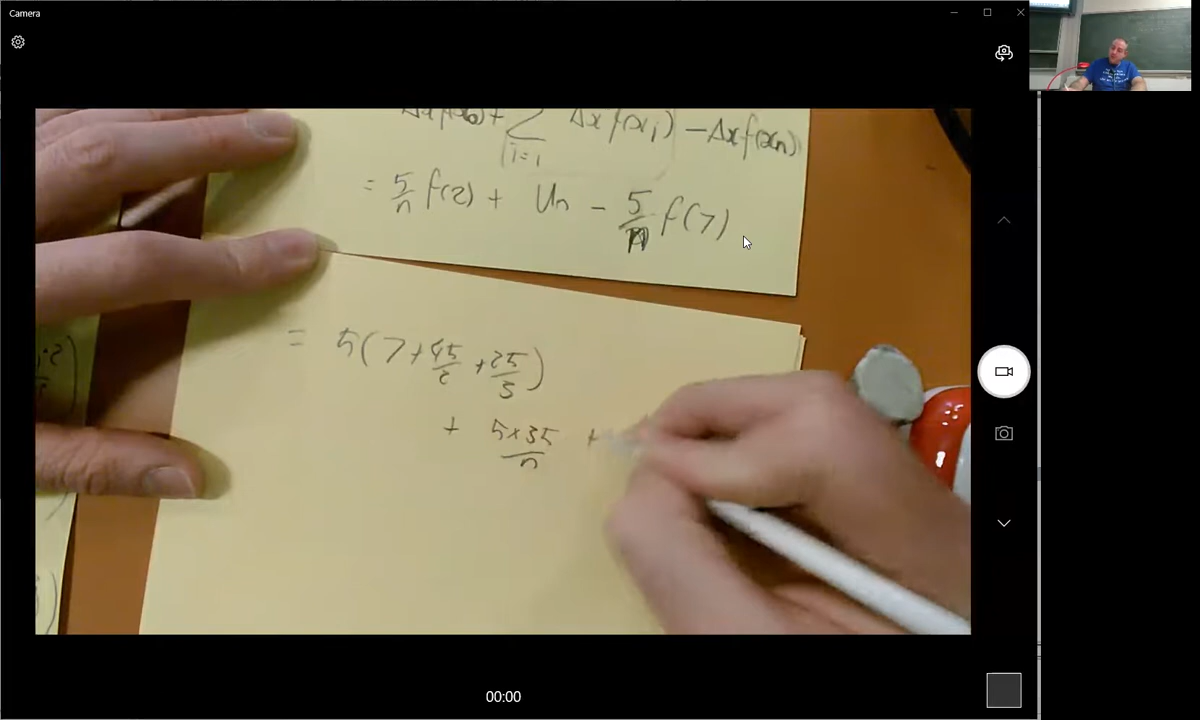 Camera
Δx f(x₀) + ∑ Δx f(xᵢ) − Δx f(xₙ)
i=1
= 5/n f(2) + Uₙ − 5/n f(7)
= 5(7 + 45/2 + 25/3)
+ 5×35/n +
00:00